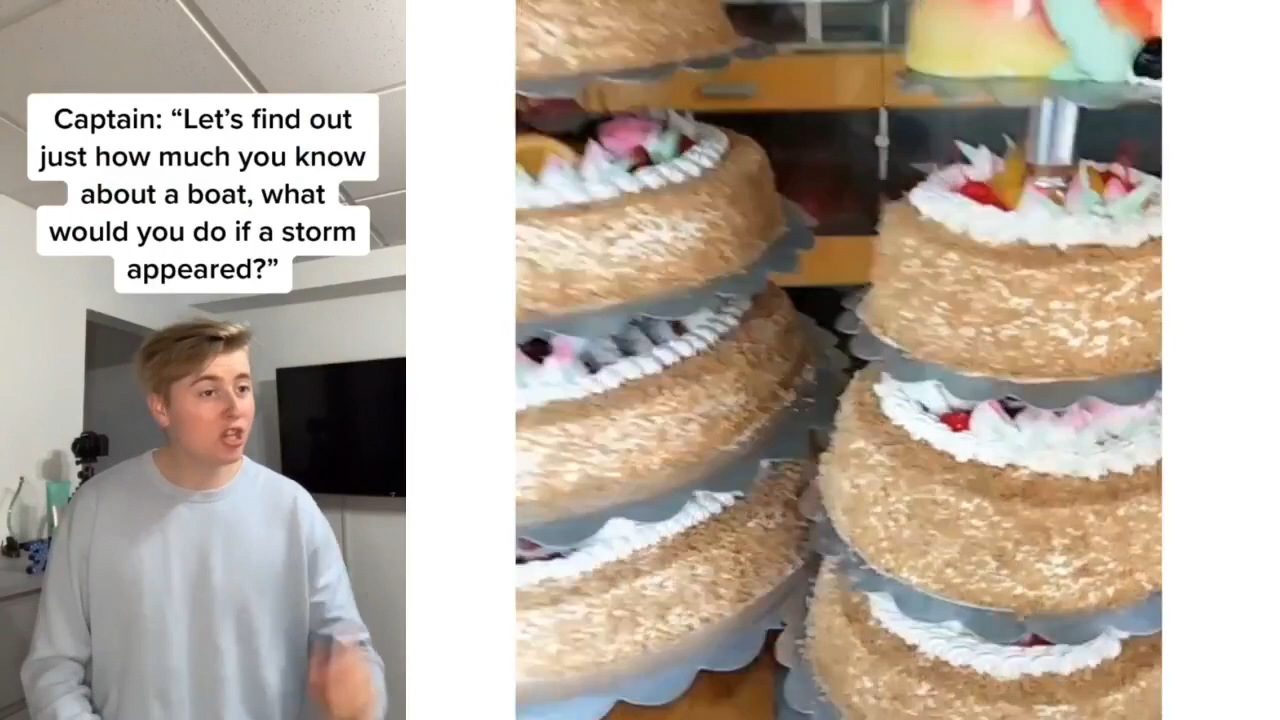 Captain: “Let’s find out
just how much you know
about a boat, what
would you do if a storm
appeared?”